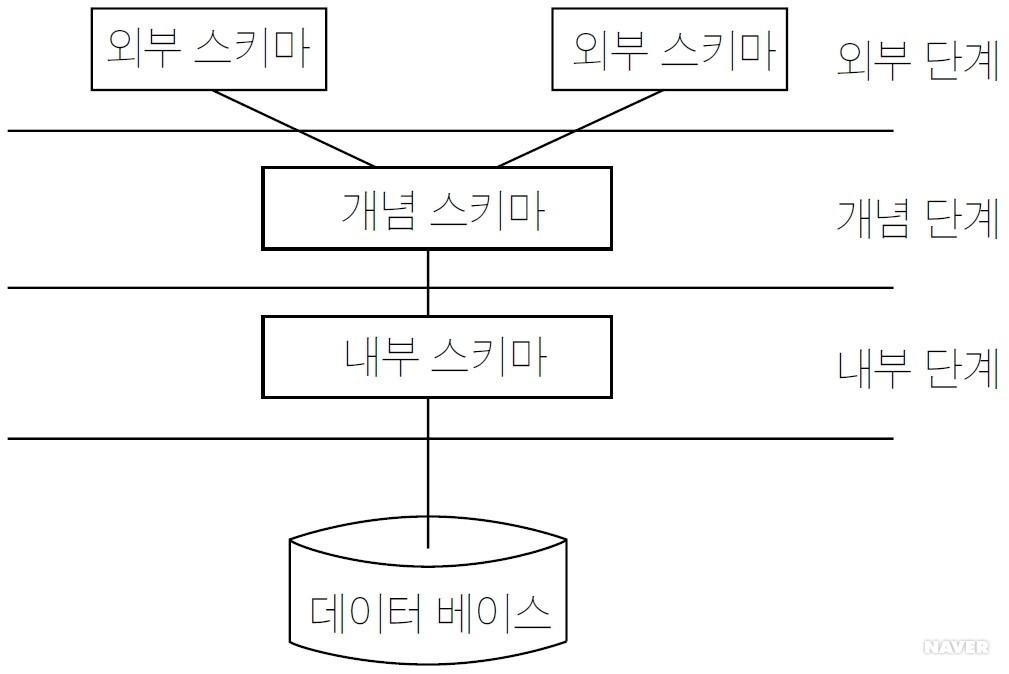 외부 스키마
외부 스키마
외부 단계
개념 스키마
개념 단계
내부 스키마
내부 단계
데이터 베이스
NAVER